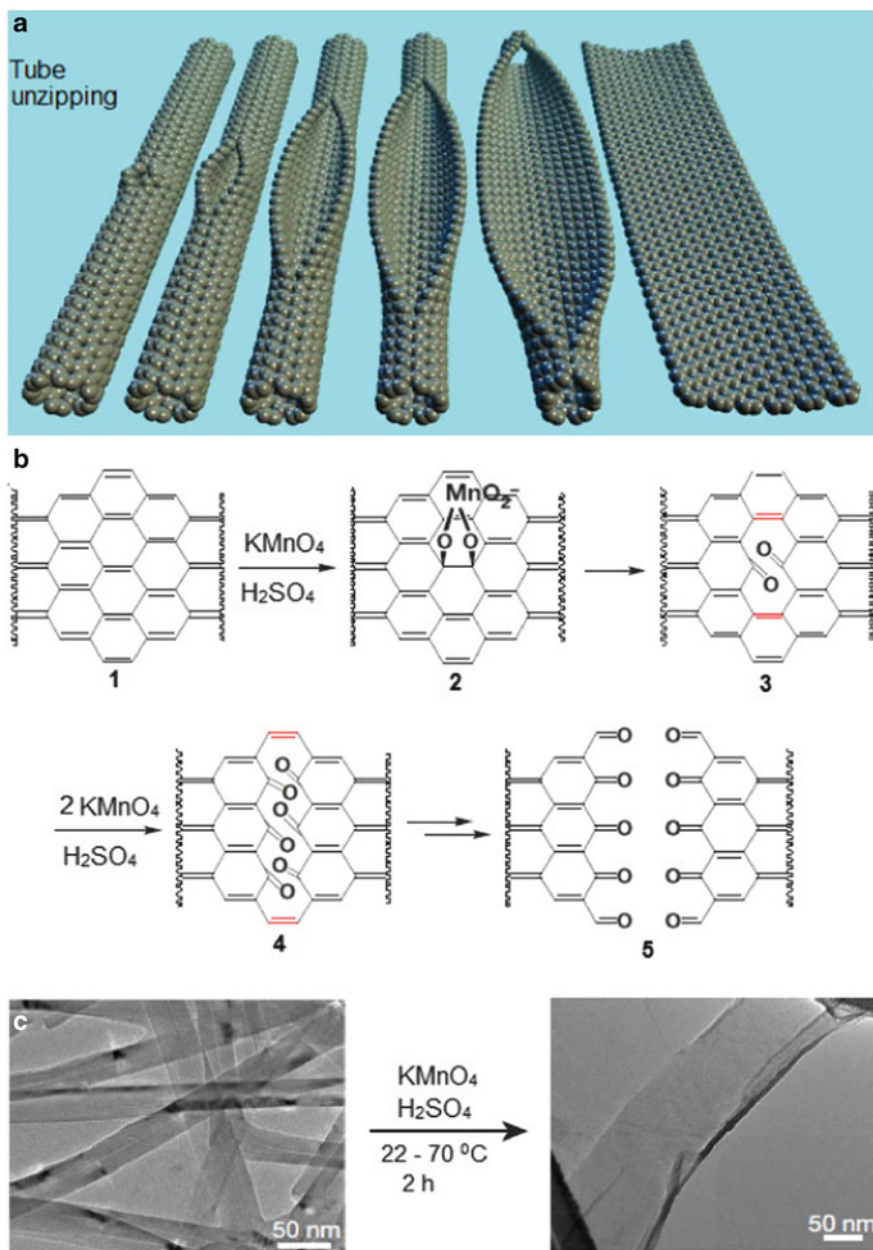 a
Tube
unzipping
b
KMnO₄
H₂SO₄
MnO₂⁻
O O
O
O
1
2
3
2 KMnO₄
H₂SO₄
O O
O
O O
O
4
O O
O O
O O
O O
O O
5
c
KMnO₄
H₂SO₄
22 - 70 ⁰C
2 h
50 nm
50 nm